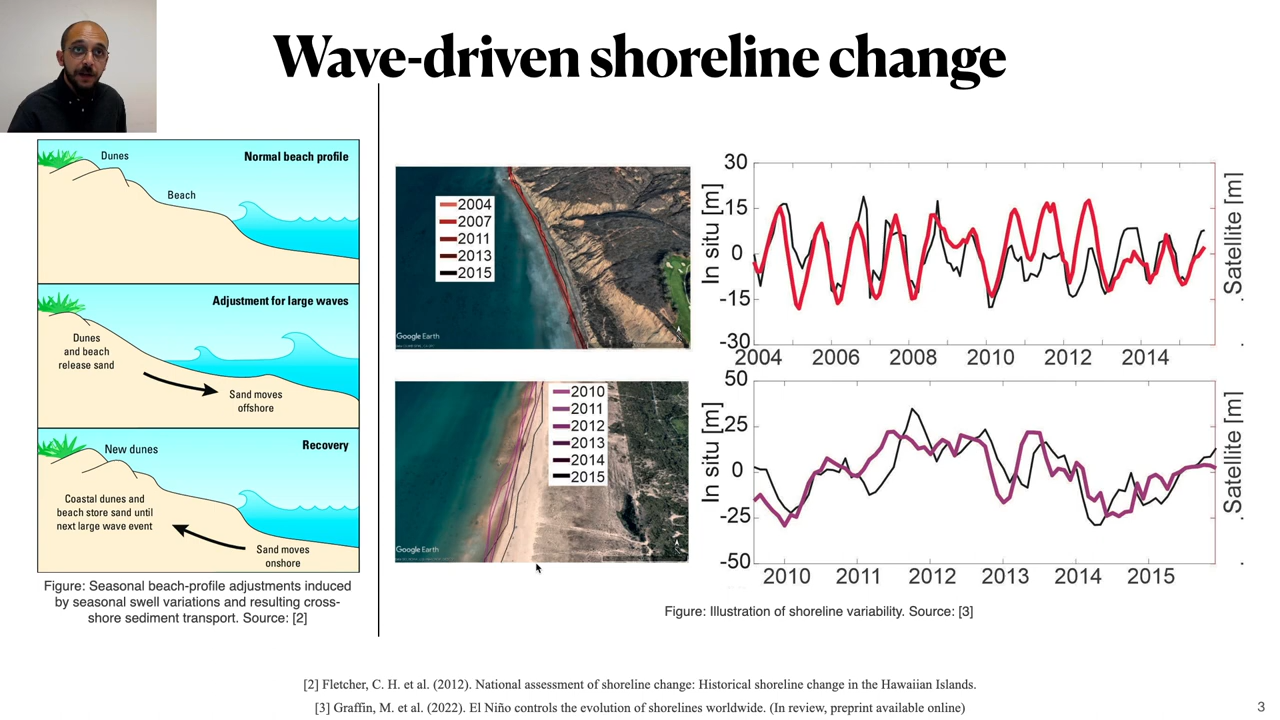 Wave-driven shoreline change
Dunes
Normal beach profile
Beach
Adjustment for large waves
Dunes
and beach
release sand
Sand moves
offshore
Recovery
New dunes
Coastal dunes and
beach store sand until
next large wave event
Sand moves
onshore
Figure: Seasonal beach-profile adjustments induced
by seasonal swell variations and resulting cross-
shore sediment transport. Source: [2]
2004
2007
2011
2013
2015
Google Earth
2010
2011
2012
2013
2014
2015
Google Earth
In situ [m]
30
15
0
-15
-30
2004 2006 2008 2010 2012 2014
Satellite [m]
In situ [m]
50
25
0
-25
-50
2010 2011 2012 2013 2014 2015
Satellite [m]
Figure: Illustration of shoreline variability. Source: [3]
[2] Fletcher, C. H. et al. (2012). National assessment of shoreline change: Historical shoreline change in the Hawaiian Islands.
[3] Graffin, M. et al. (2022). El Niño controls the evolution of shorelines worldwide. (In review, preprint available online)
3